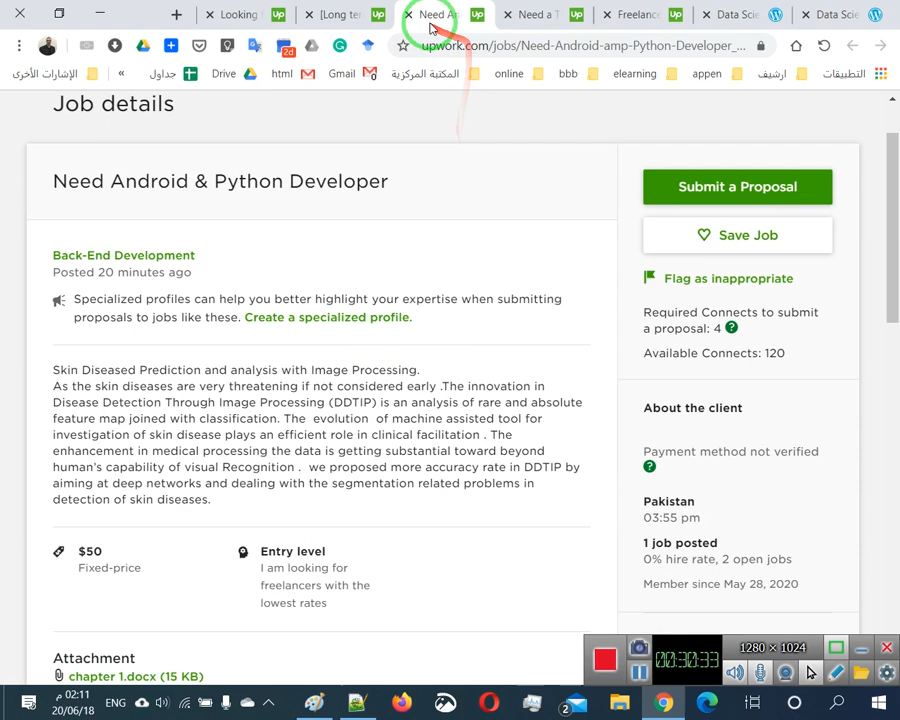 Looking
[Long ter
Need An
Need a T
Freelance
Data Scie
Data Scie
upwork.com/jobs/Need-Android-amp-Python-Developer_...
الإشارات الأخرى
«
جداول
Drive
html
Gmail
المكتبة المركزية
online
bbb
elearning
appen
ارشيف
التطبيقات
Job details
Need Android & Python Developer
Submit a Proposal
Save Job
Back-End Development
Posted 20 minutes ago
Flag as inappropriate
Specialized profiles can help you better highlight your expertise when submitting
proposals to jobs like these. Create a specialized profile.
Required Connects to submit
a proposal: 4
Available Connects: 120
Skin Diseased Prediction and analysis with Image Processing.
As the skin diseases are very threatening if not considered early .The innovation in
Disease Detection Through Image Processing (DDTIP) is an analysis of rare and absolute
feature map joined with classification. The evolution of machine assisted tool for
investigation of skin disease plays an efficient role in clinical facilitation . The
enhancement in medical processing the data is getting substantial toward beyond
human's capability of visual Recognition . we proposed more accuracy rate in DDTIP by
aiming at deep networks and dealing with the segmentation related problems in
detection of skin diseases.
About the client
Payment method not verified
Pakistan
03:55 pm
1 job posted
0% hire rate, 2 open jobs
Member since May 28, 2020
$50
Fixed-price
Entry level
I am looking for
freelancers with the
lowest rates
Attachment
chapter 1.docx (15 KB)
00:30:33
1280 × 1024
02:11 م
20/06/18
ENG